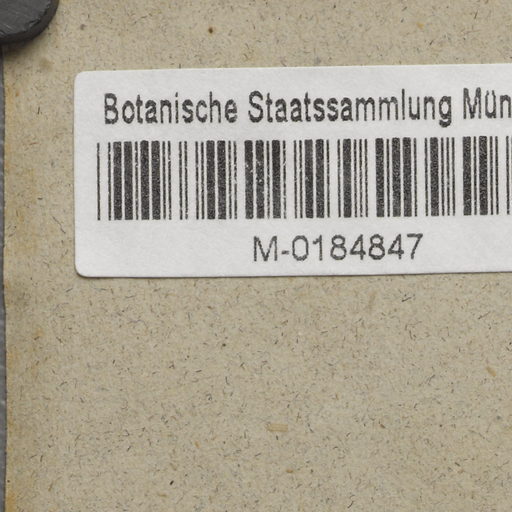 Botanische Staatssammlung Mün
M-0184847